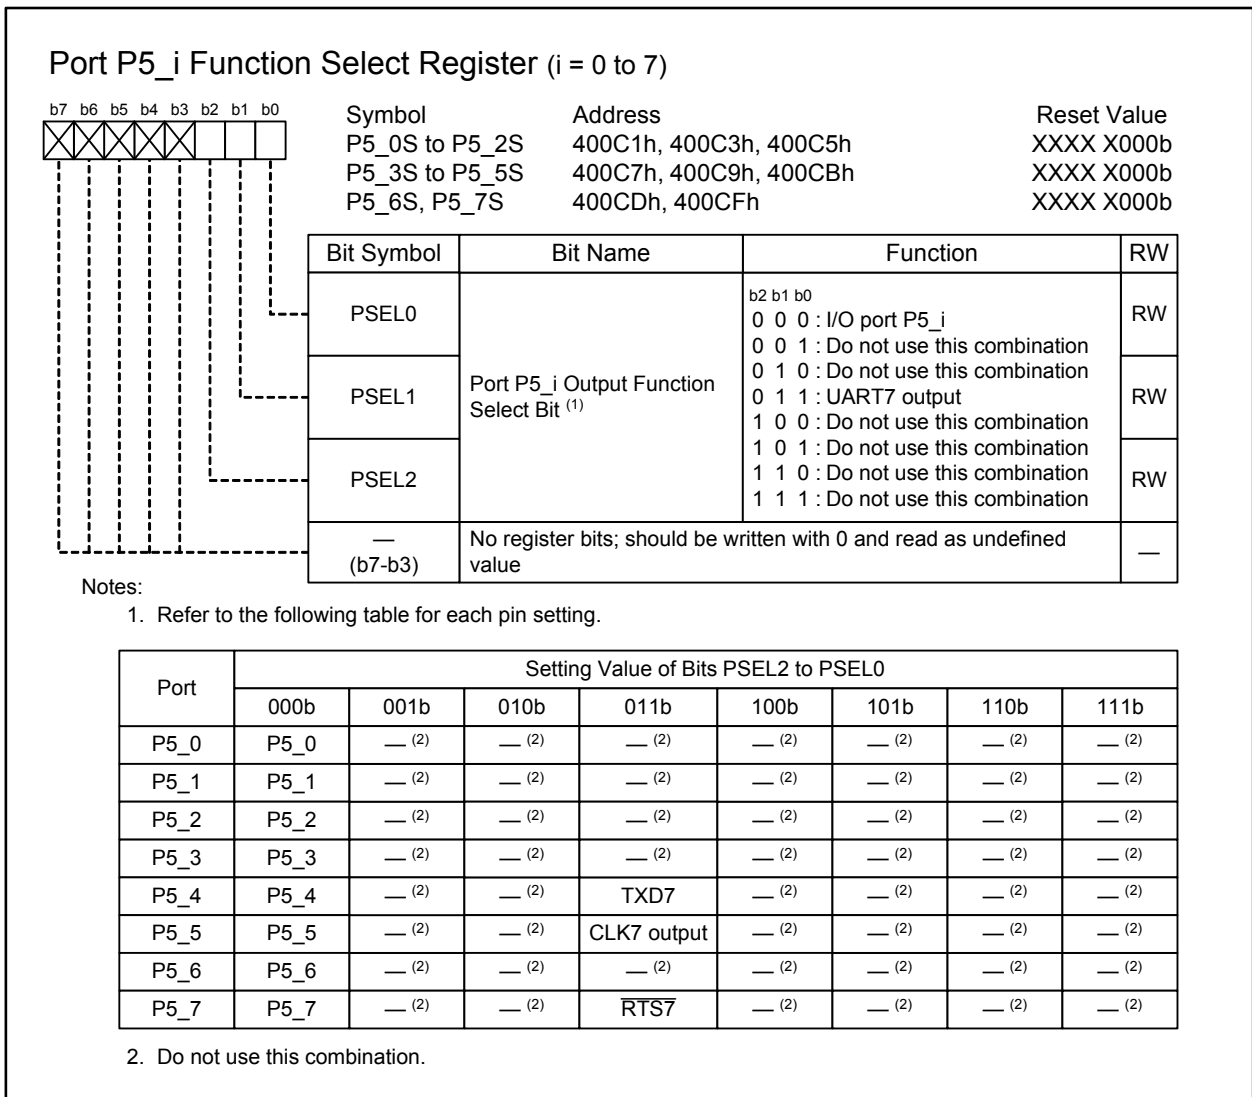 Port P5_i Function Select Register (i = 0 to 7)
b7 b6 b5 b4 b3 b2 b1 b0
Symbol Address Reset Value
P5_0S to P5_2S 400C1h, 400C3h, 400C5h XXXX X000b
P5_3S to P5_5S 400C7h, 400C9h, 400CBh XXXX X000b
P5_6S, P5_7S 400CDh, 400CFh XXXX X000b
Bit Symbol Bit Name Function RW
PSEL0 RW
PSEL1 RW
PSEL2 RW
Port P5_i Output Function
Select Bit (1)
b2 b1 b0
0 0 0 : I/O port P5_i
0 0 1 : Do not use this combination
0 1 0 : Do not use this combination
0 1 1 : UART7 output
1 0 0 : Do not use this combination
1 0 1 : Do not use this combination
1 1 0 : Do not use this combination
1 1 1 : Do not use this combination
—
(b7-b3)
No register bits; should be written with 0 and read as undefined
value
—
Notes:
1. Refer to the following table for each pin setting.
Port Setting Value of Bits PSEL2 to PSEL0
000b 001b 010b 011b 100b 101b 110b 111b
P5_0 P5_0 — (2) — (2) — (2) — (2) — (2) — (2) — (2)
P5_1 P5_1 — (2) — (2) — (2) — (2) — (2) — (2) — (2)
P5_2 P5_2 — (2) — (2) — (2) — (2) — (2) — (2) — (2)
P5_3 P5_3 — (2) — (2) — (2) — (2) — (2) — (2) — (2)
P5_4 P5_4 — (2) — (2) TXD7 — (2) — (2) — (2) — (2)
P5_5 P5_5 — (2) — (2) CLK7 output — (2) — (2) — (2) — (2)
P5_6 P5_6 — (2) — (2) — (2) — (2) — (2) — (2) — (2)
P5_7 P5_7 — (2) — (2) R̅T̅S̅7̅ — (2) — (2) — (2) — (2)
2. Do not use this combination.